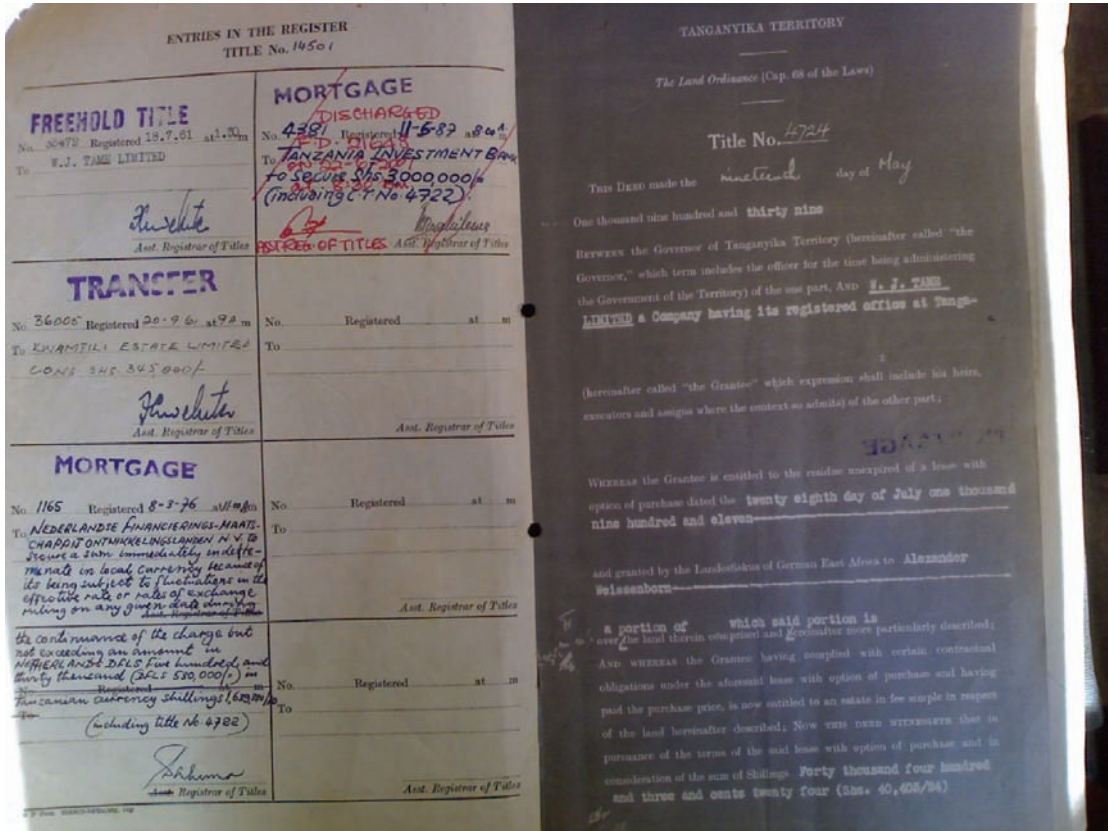 ENTRIES IN THE REGISTER
TITLE No. 14501
FREEHOLD TITLE
No. Registered 18.7.61 at 1.30 m
To W.J. TAME LIMITED
Asst. Registrar of Titles
MORTGAGE
DISCHARGED
No. 4381 Registered 11-5-87 at 8.00 A. m
F.D.
To TANZANIA INVESTMENT BANK
to secure Shs 3,000,000/-
(including C.T. No. 4722)
AST. REG. OF TITLES Asst. Registrar of Titles
TRANSFER
No. 36005 Registered 20-9-61 at 9A m
To KWAMTILI ESTATE LIMITED
CONS SHS. 345,000/-
Asst. Registrar of Titles
No. Registered at m
To
Asst. Registrar of Titles
MORTGAGE
No. 1165 Registered 8-3-76 at m
To NEDERLANDSE FINANCIERINGS-MAATS-
CHAPPIJ ONTWIKKELINGSLANDEN N.V. to
secure a sum immediately indeter-
menate in local currency because of
its being subject to fluctuations in the
effective rate or rates of exchange
ruling on any given date during
Asst. Registrar of Titles
No. Registered at m
To
Asst. Registrar of Titles
the continuance of the charge but
not exceeding an amount in
NETHERLANDS DFLS Five hundred and
thirty thousand (DFLS 530,000/-) in
No. Registered at m
Tanzanian currency shillings
To
(including title No. 4722)
Asst. Registrar of Titles
No. Registered at m
To
Asst. Registrar of Titles
TANGANYIKA TERRITORY
The Land Ordinance (Cap. 68 of the Laws)
Title No. 4724
THIS DEED made the nineteenth day of May
One thousand nine hundred and thirty nine
BETWEEN the Governor of Tanganyika Territory (hereinafter called "the
Governor," which term includes the officer for the time being administering
the Government of the Territory) of the one part, AND W. J. TAME
LIMITED a Company having its registered office at Tanga-
(hereinafter called "the Grantee" which expression shall include his heirs,
executors and assigns where the context so admits) of the other part;
WHEREAS the Grantee is entitled to the residue unexpired of a lease with
option of purchase dated the twenty eighth day of July one thousand
nine hundred and eleven
and granted by the Landesfiskus of German East Africa to Alexander
Weissenborn
a portion of which said portion is
over the land therein comprised and hereinafter more particularly described;
AND WHEREAS the Grantee having complied with certain contractual
obligations under the aforesaid lease with option of purchase and having
paid the purchase price, is now entitled to an estate in fee simple in respect
of the land hereinafter described; NOW THIS DEED WITNESSETH that in
pursuance of the terms of the said lease with option of purchase and in
consideration of the sum of Shillings Forty thousand four hundred
and three and cents twenty four (Shs. 40,403/24)